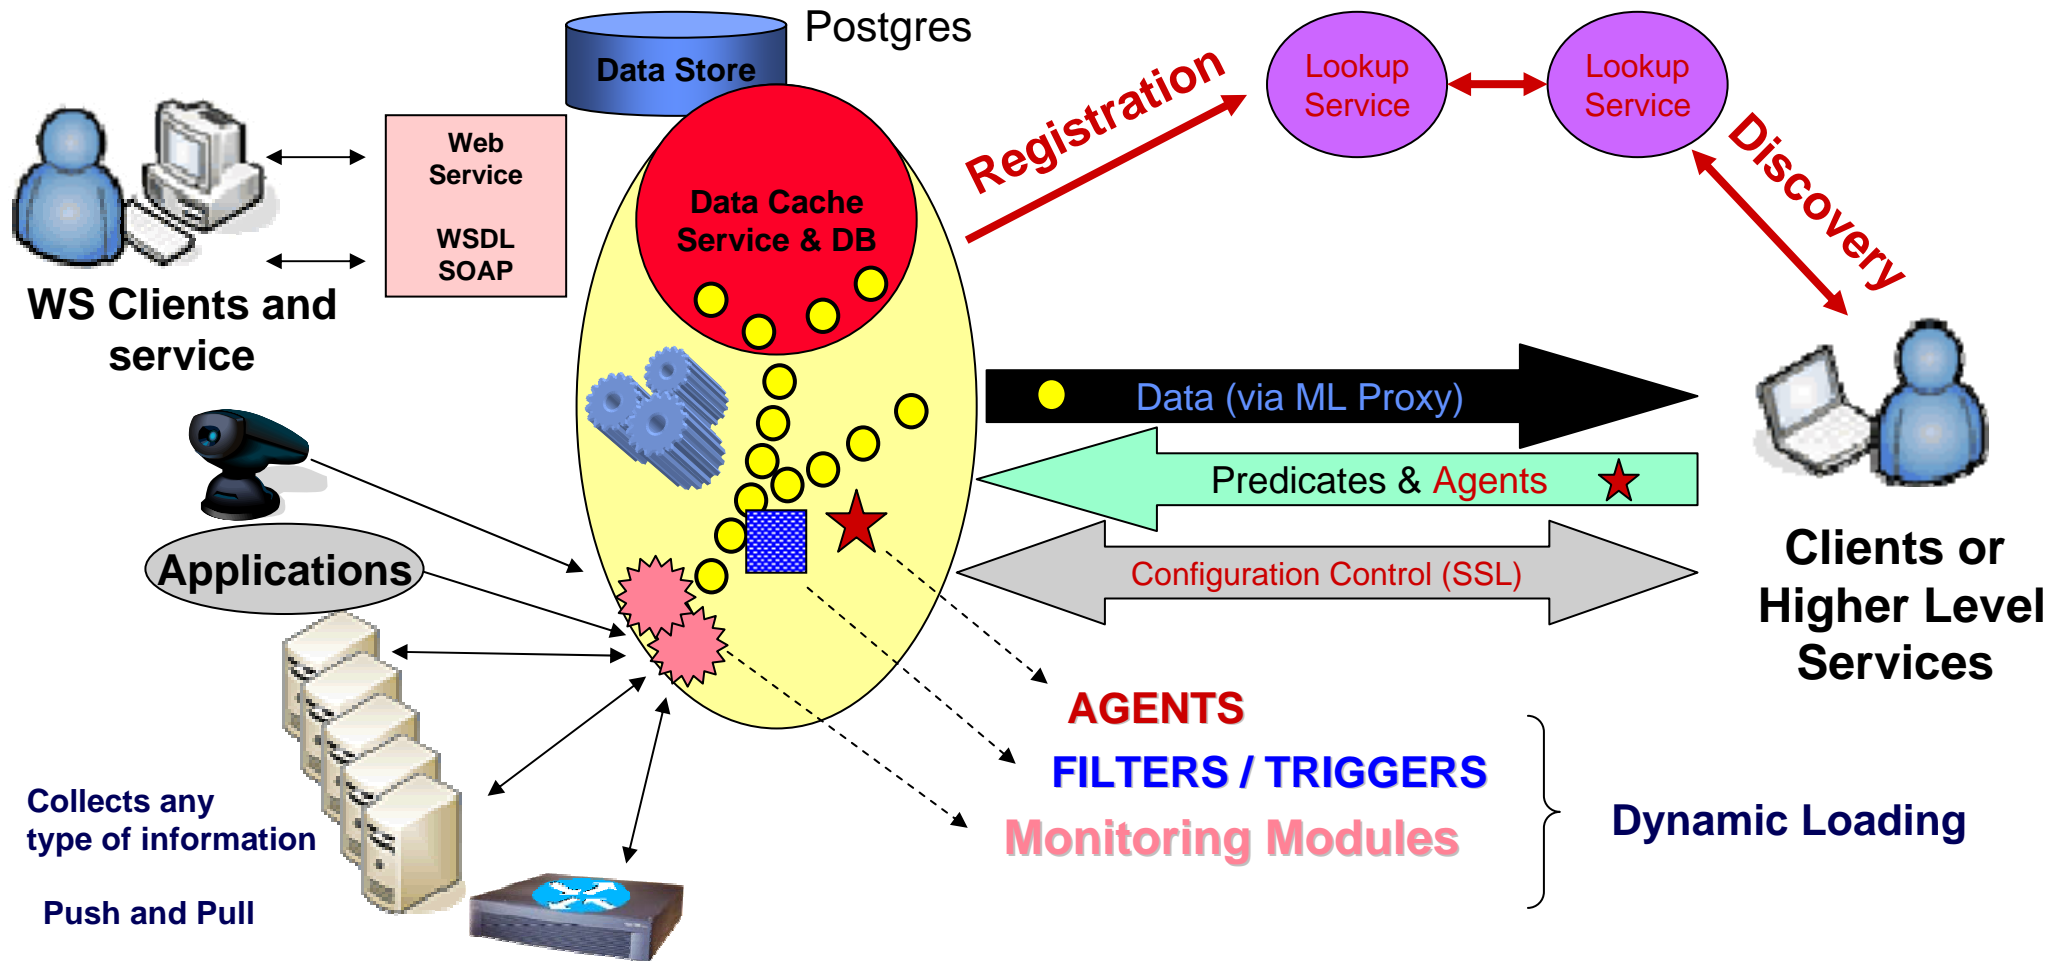 Postgres
Data Store
Registration
Lookup
Service
Lookup
Service
Discovery
Web
Service
WSDL
SOAP
Data Cache
Service & DB
WS Clients and
service
Data (via ML Proxy)
Predicates & Agents
Configuration Control (SSL)
Clients or
Higher Level
Services
Applications
AGENTS
FILTERS / TRIGGERS
Monitoring Modules
Dynamic Loading
Collects any
type of information
Push and Pull